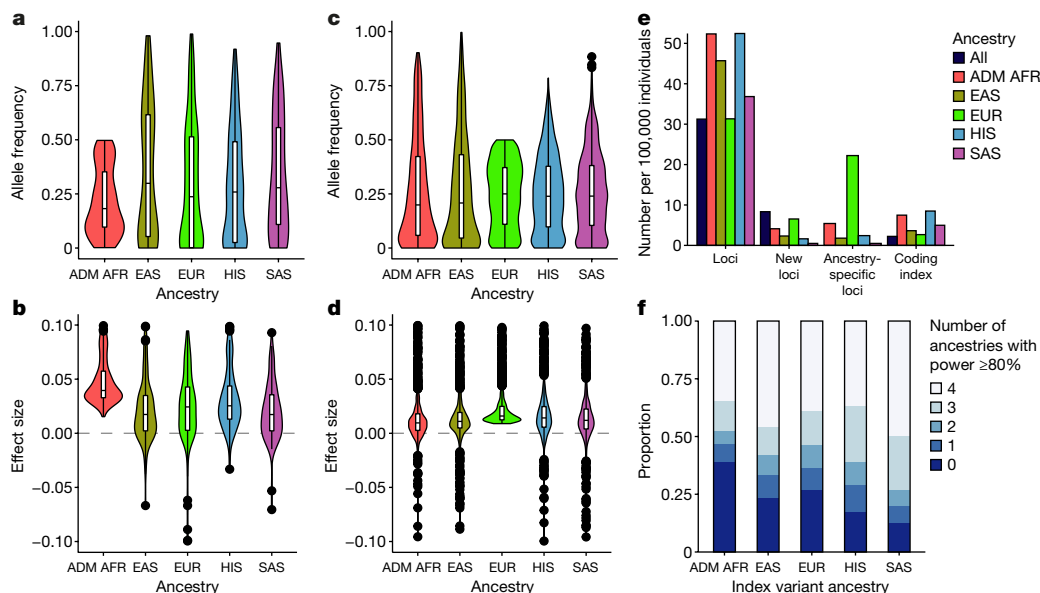 a
1.00
0.75
0.50
0.25
0
Allele frequency
ADM AFR EAS EUR HIS SAS
Ancestry
c
1.00
0.75
0.50
0.25
0
Allele frequency
ADM AFR EAS EUR HIS SAS
Ancestry
e
50
40
30
20
10
0
Number per 100,000 individuals
Loci
New
loci
Ancestry-
specific
loci
Coding
index
Ancestry
All
ADM AFR
EAS
EUR
HIS
SAS
b
0.10
0.05
0.00
−0.05
−0.10
Effect size
ADM AFR EAS EUR HIS SAS
Ancestry
d
0.10
0.05
0.00
−0.05
−0.10
Effect size
ADM AFR EAS EUR HIS SAS
Ancestry
f
1.00
0.75
0.50
0.25
0
Proportion
ADM AFR EAS EUR HIS SAS
Index variant ancestry
Number of
ancestries with
power ≥80%
4
3
2
1
0